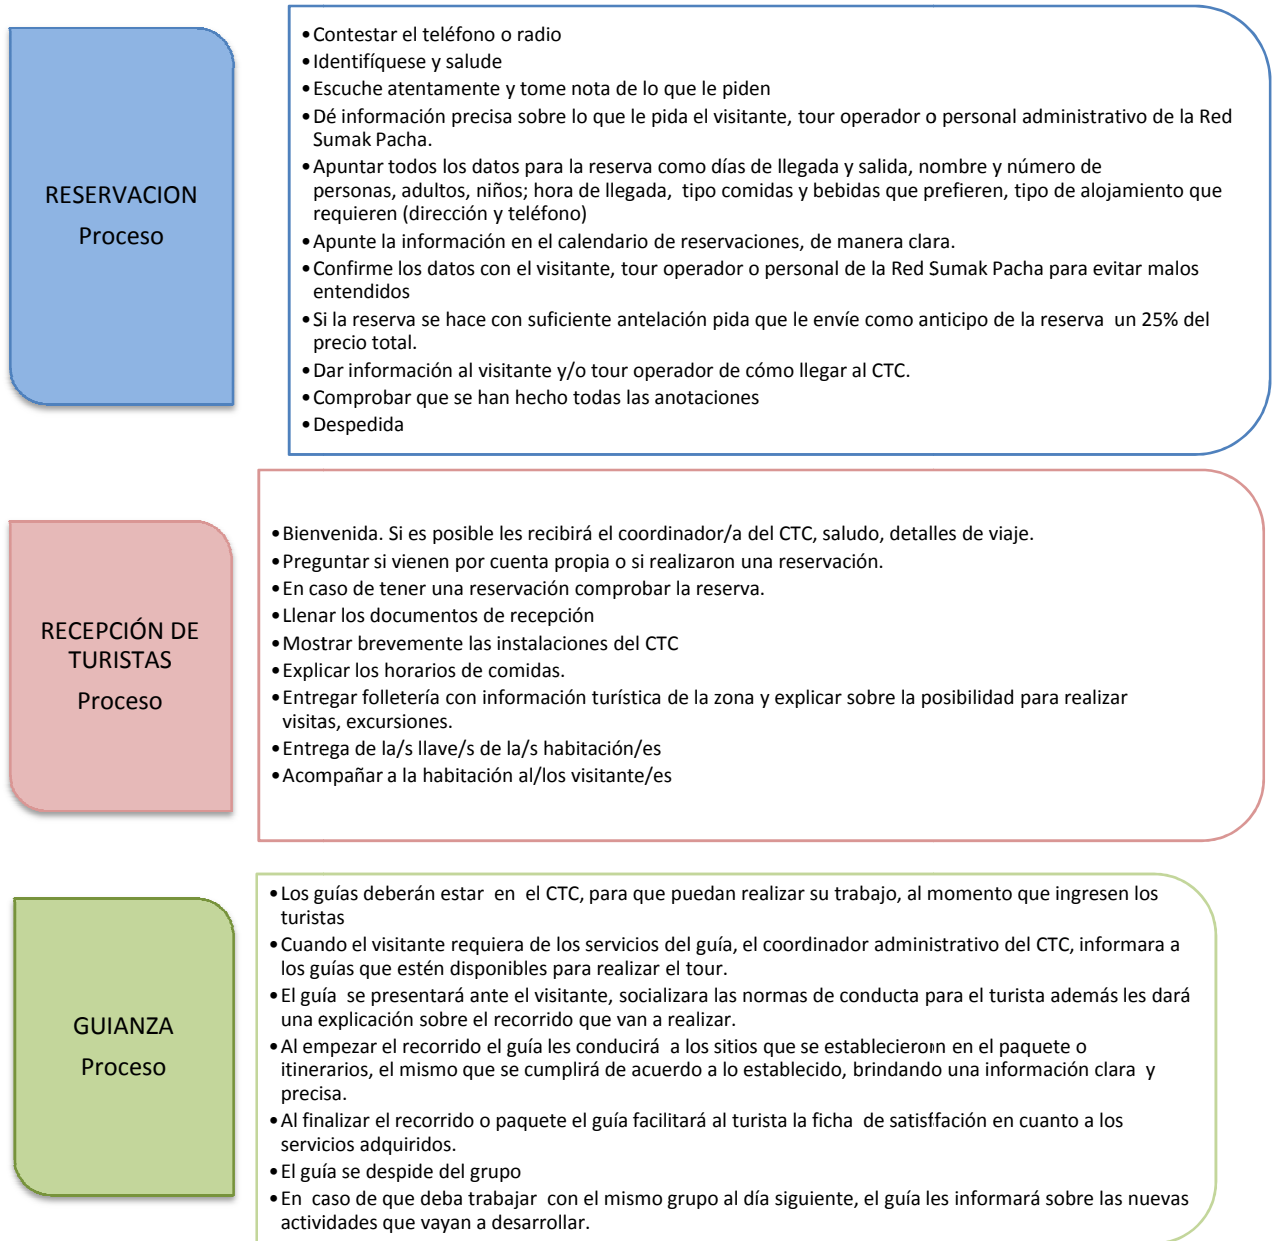 RESERVACION
Proceso
•Contestar el teléfono o radio
•Identifíquese y salude
•Escuche atentamente y tome nota de lo que le piden
•Dé información precisa sobre lo que le pida el visitante, tour operador o personal administrativo de la Red
Sumak Pacha.
•Apuntar todos los datos para la reserva como días de llegada y salida, nombre y número de
personas, adultos, niños; hora de llegada, tipo comidas y bebidas que prefieren, tipo de alojamiento que
requieren (dirección y teléfono)
•Apunte la información en el calendario de reservaciones, de manera clara.
•Confirme los datos con el visitante, tour operador o personal de la Red Sumak Pacha para evitar malos
entendidos
•Si la reserva se hace con suficiente antelación pida que le envíe como anticipo de la reserva un 25% del
precio total.
•Dar información al visitante y/o tour operador de cómo llegar al CTC.
•Comprobar que se han hecho todas las anotaciones
•Despedida
RECEPCIÓN DE
TURISTAS
Proceso
•Bienvenida. Si es posible les recibirá el coordinador/a del CTC, saludo, detalles de viaje.
•Preguntar si vienen por cuenta propia o si realizaron una reservación.
•En caso de tener una reservación comprobar la reserva.
•Llenar los documentos de recepción
•Mostrar brevemente las instalaciones del CTC
•Explicar los horarios de comidas.
•Entregar folletería con información turística de la zona y explicar sobre la posibilidad para realizar
visitas, excursiones.
•Entrega de la/s llave/s de la/s habitación/es
•Acompañar a la habitación al/los visitante/es
GUIANZA
Proceso
•Los guías deberán estar en el CTC, para que puedan realizar su trabajo, al momento que ingresen los
turistas
•Cuando el visitante requiera de los servicios del guía, el coordinador administrativo del CTC, informara a
los guías que estén disponibles para realizar el tour.
•El guía se presentará ante el visitante, socializara las normas de conducta para el turista además les dará
una explicación sobre el recorrido que van a realizar.
•Al empezar el recorrido el guía les conducirá a los sitios que se establecieron en el paquete o
itinerarios, el mismo que se cumplirá de acuerdo a lo establecido, brindando una información clara y
precisa.
•Al finalizar el recorrido o paquete el guía facilitará al turista la ficha de satisfacción en cuanto a los
servicios adquiridos.
•El guía se despide del grupo
•En caso de que deba trabajar con el mismo grupo al día siguiente, el guía les informará sobre las nuevas
actividades que vayan a desarrollar.